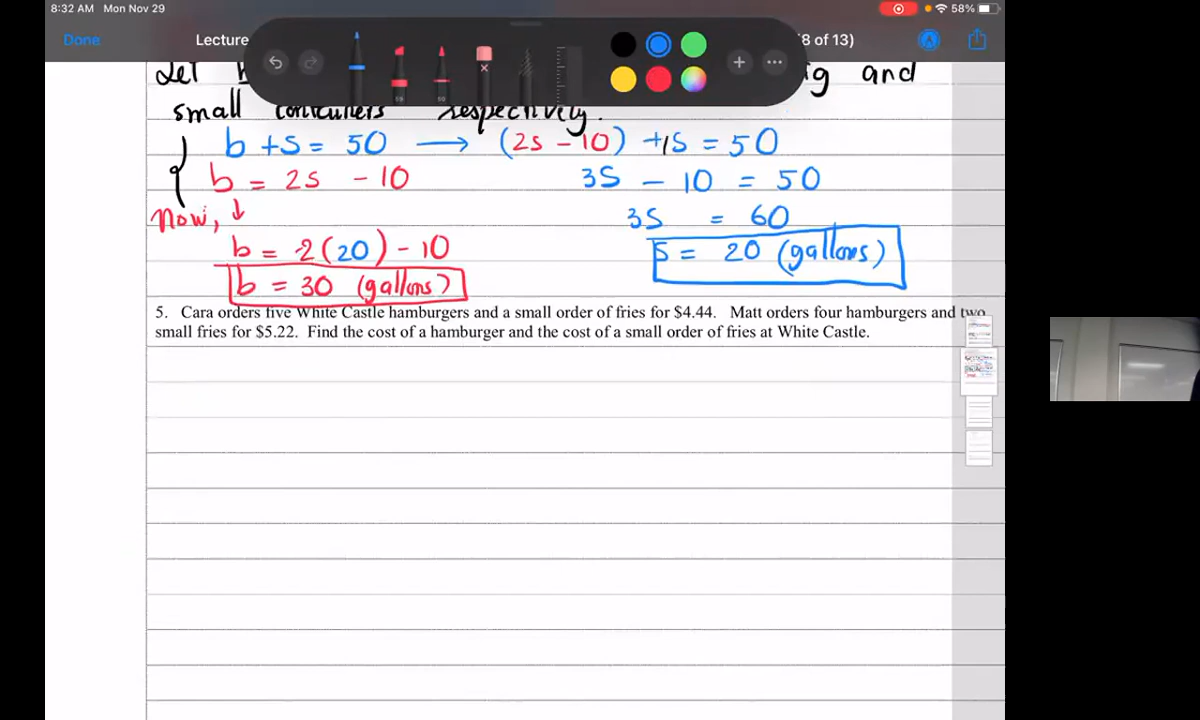 8:32 AM Mon Nov 29
58%
Done
Lecture
8 of 13)
Let
ig and
small containers respectively.
b + s = 50 → (2s - 10) + 1s = 50
b = 2s - 10
3s - 10 = 50
Now, ↓
3s = 60
b = 2(20) - 10
s = 20 (gallons)
b = 30 (gallons)
5. Cara orders five White Castle hamburgers and a small order of fries for $4.44. Matt orders four hamburgers and two
small fries for $5.22. Find the cost of a hamburger and the cost of a small order of fries at White Castle.